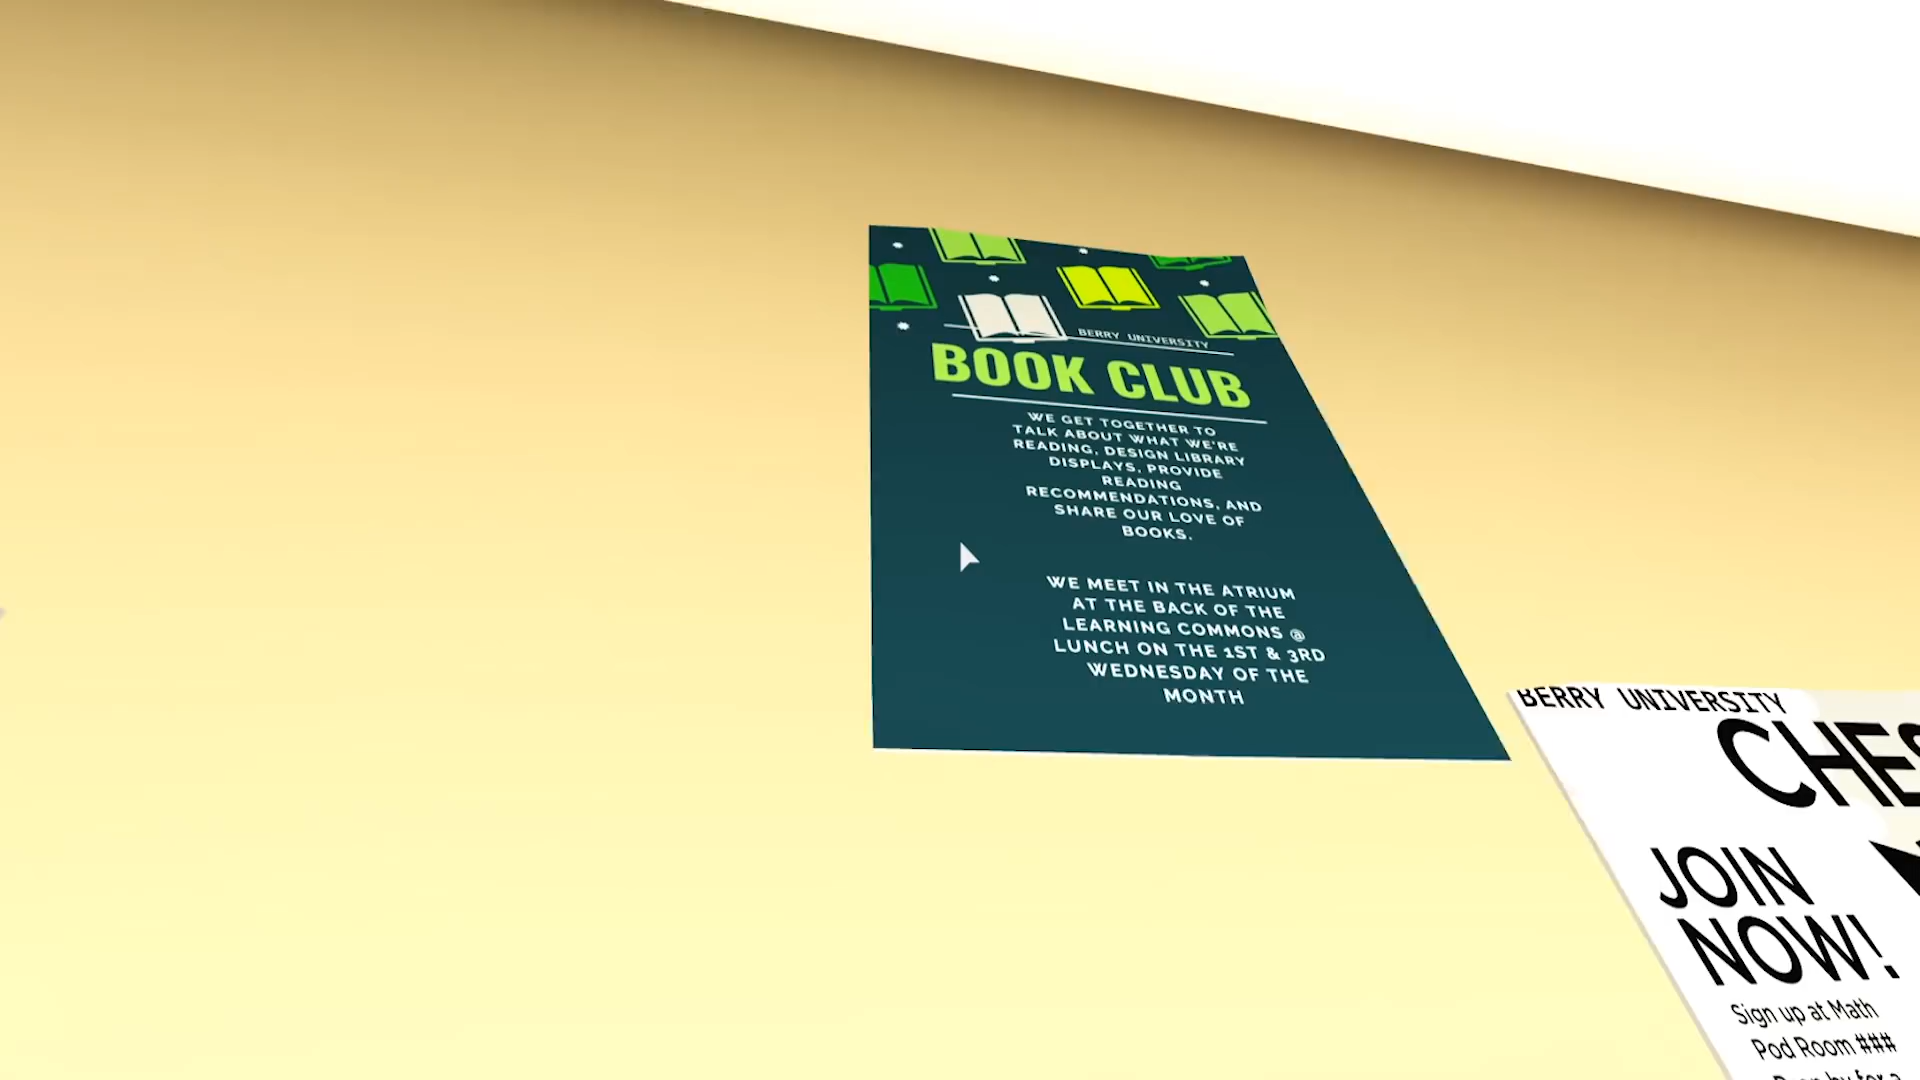 BERRY UNIVERSITY
BOOK CLUB
WE GET TOGETHER TO
TALK ABOUT WHAT WE'RE
READING, DESIGN LIBRARY
DISPLAYS, PROVIDE
READING
RECOMMENDATIONS, AND
SHARE OUR LOVE OF
BOOKS.
WE MEET IN THE ATRIUM
AT THE BACK OF THE
LEARNING COMMONS @
LUNCH ON THE 1ST & 3RD
WEDNESDAY OF THE
MONTH
BERRY UNIVERSITY
CHES
JOIN
NOW!
Sign up at Math
Pod Room ###